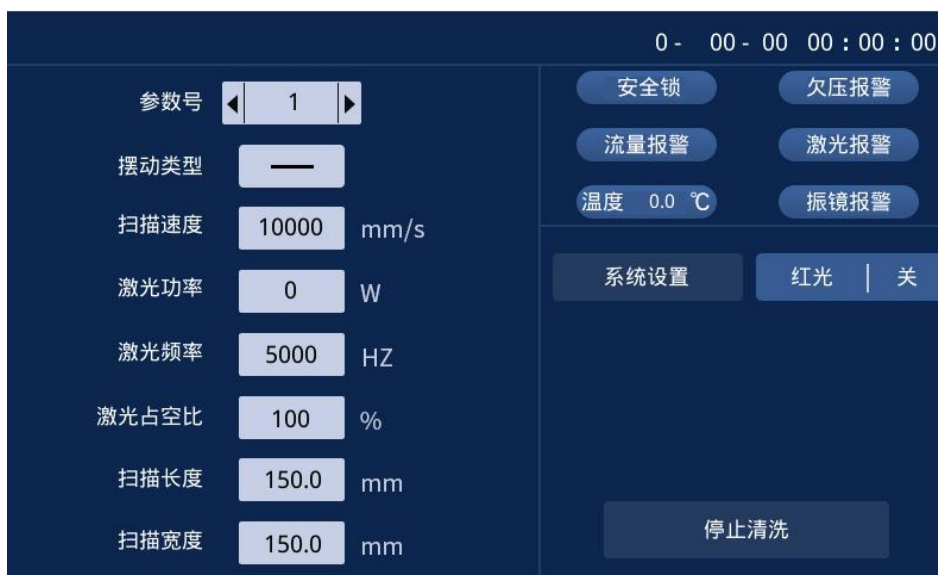 0- 00-00 00:00:00
参数号 1
摆动类型
扫描速度 10000 mm/s
激光功率 0 W
激光频率 5000 HZ
激光占空比 100 %
扫描长度 150.0 mm
扫描宽度 150.0 mm
安全锁 欠压报警
流量报警 激光报警
温度 0.0 ℃ 振镜报警
系统设置 红光 | 关
停止清洗